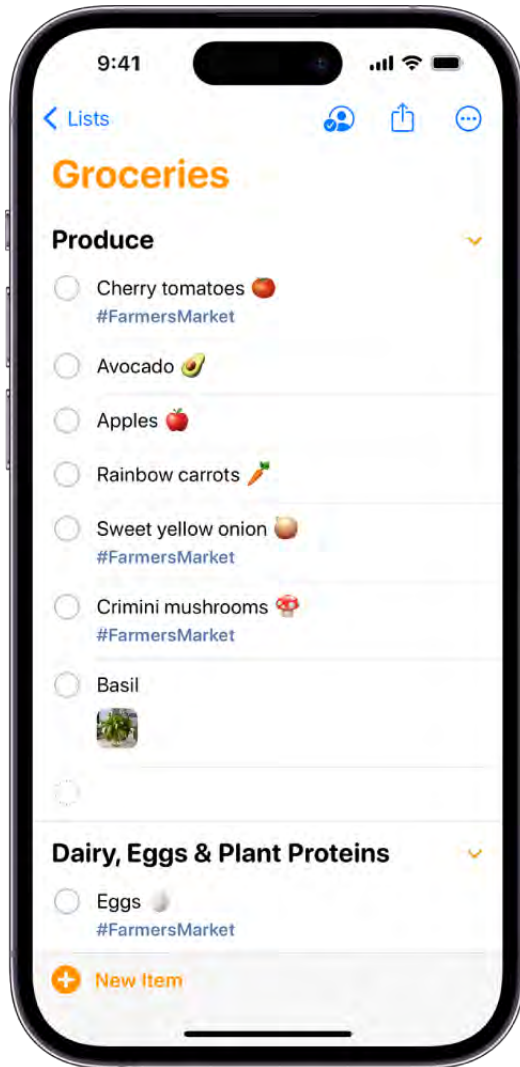 9:41
Lists
Groceries
Produce
Cherry tomatoes 🍅
#FarmersMarket
Avocado 🥑
Apples 🍎
Rainbow carrots 🥕
Sweet yellow onion 🧅
#FarmersMarket
Crimini mushrooms 🍄
#FarmersMarket
Basil
Dairy, Eggs & Plant Proteins
Eggs 🥚
#FarmersMarket
New Item